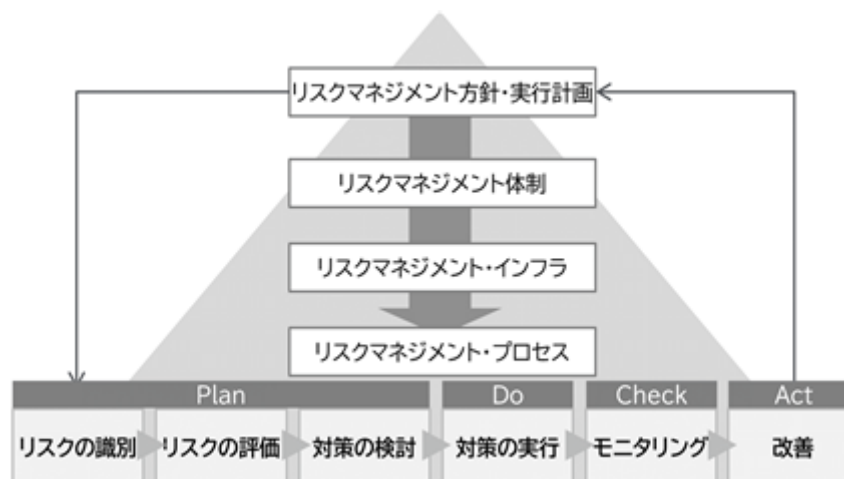 リスクマネジメント方針・実行計画
リスクマネジメント体制
リスクマネジメント・インフラ
リスクマネジメント・プロセス
Plan
Do
Check
Act
リスクの識別
リスクの評価
対策の検討
対策の実行
モニタリング
改善